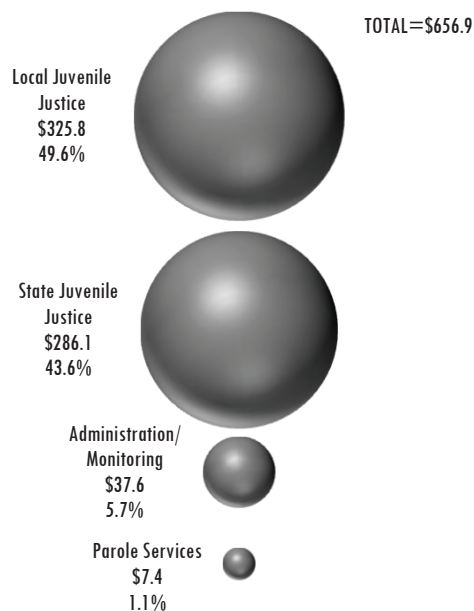 TOTAL=$656.9
Local Juvenile
Justice
$325.8
49.6%
State Juvenile
Justice
$286.1
43.6%
Administration/
Monitoring
$37.6
5.7%
Parole Services
$7.4
1.1%